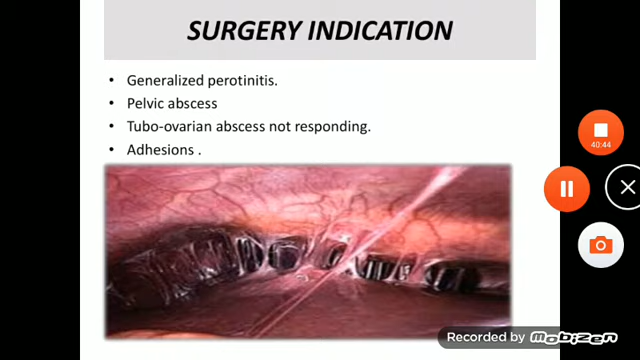 SURGERY INDICATION
• Generalized perotinitis.
• Pelvic abscess
• Tubo-ovarian abscess not responding.
• Adhesions .
40:44
Recorded by mobizen